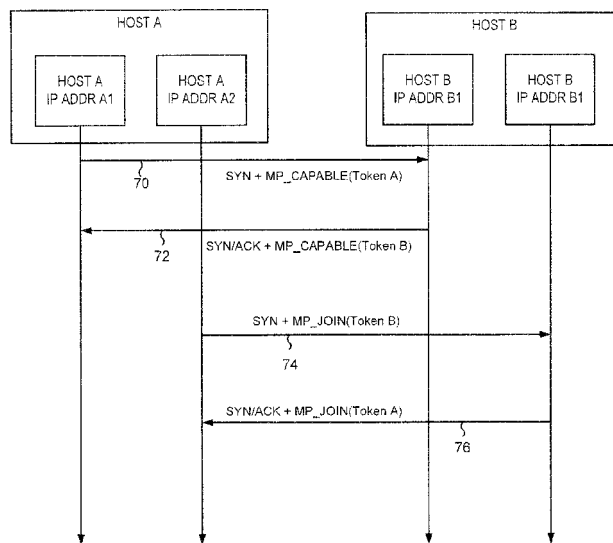 HOST A
HOST B
HOST A
IP ADDR A1
HOST A
IP ADDR A2
HOST B
IP ADDR B1
HOST B
IP ADDR B1
70
SYN + MP_CAPABLE(Token A)
72
SYN/ACK + MP_CAPABLE(Token B)
SYN + MP_JOIN(Token B)
74
SYN/ACK + MP_JOIN(Token A)
76